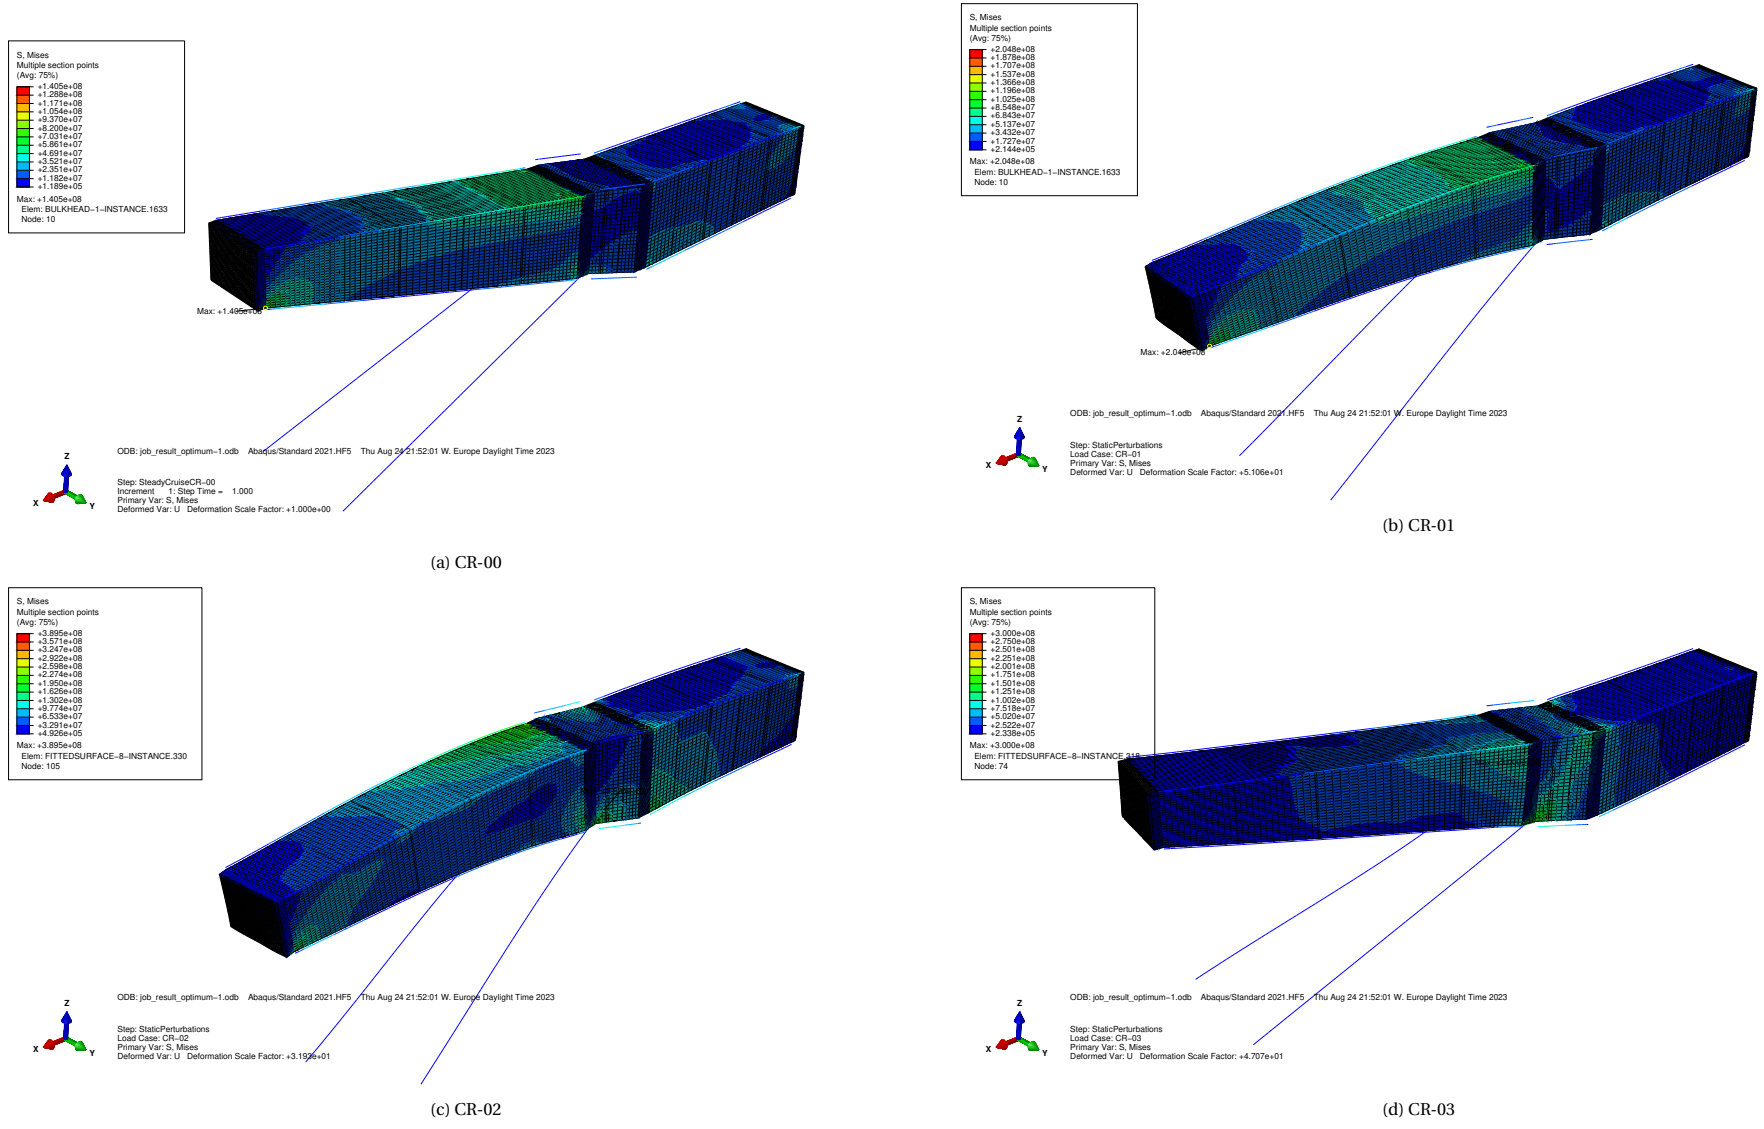 S, Mises
Multiple section points
(Avg: 75%)
+1.405e+08
+1.288e+08
+1.171e+08
+1.054e+08
+9.370e+07
+8.200e+07
+7.031e+07
+5.861e+07
+4.691e+07
+3.521e+07
+2.351e+07
+1.182e+07
+1.189e+05
Max: +1.405e+08
Elem: BULKHEAD-1-INSTANCE.1633
Node: 10
Max: +1.405e+08
ODB: job_result_optimum-1.odb Abaqus/Standard 2021.HF5 Thu Aug 24 21:52:01 W. Europe Daylight Time 2023
Z
X
Y
Step: SteadyCruiseCR-00
Increment 1: Step Time = 1.000
Primary Var: S, Mises
Deformed Var: U Deformation Scale Factor: +1.000e+00
(a) CR-00
S, Mises
Multiple section points
(Avg: 75%)
+2.048e+08
+1.878e+08
+1.707e+08
+1.537e+08
+1.366e+08
+1.196e+08
+1.025e+08
+8.548e+07
+6.843e+07
+5.137e+07
+3.432e+07
+1.727e+07
+2.144e+05
Max: +2.048e+08
Elem: BULKHEAD-1-INSTANCE.1633
Node: 10
Max: +2.048e+08
ODB: job_result_optimum-1.odb Abaqus/Standard 2021.HF5 Thu Aug 24 21:52:01 W. Europe Daylight Time 2023
Z
X
Y
Step: StaticPerturbations
Load Case: CR-01
Primary Var: S, Mises
Deformed Var: U Deformation Scale Factor: +5.106e+01
(b) CR-01
S, Mises
Multiple section points
(Avg: 75%)
+3.895e+08
+3.571e+08
+3.247e+08
+2.922e+08
+2.598e+08
+2.274e+08
+1.950e+08
+1.626e+08
+1.302e+08
+9.774e+07
+6.533e+07
+3.291e+07
+4.926e+05
Max: +3.895e+08
Elem: FITTEDSURFACE-8-INSTANCE.330
Node: 105
ODB: job_result_optimum-1.odb Abaqus/Standard 2021.HF5 Thu Aug 24 21:52:01 W. Europe Daylight Time 2023
Z
X
Y
Step: StaticPerturbations
Load Case: CR-02
Primary Var: S, Mises
Deformed Var: U Deformation Scale Factor: +3.192e+01
(c) CR-02
S, Mises
Multiple section points
(Avg: 75%)
+3.000e+08
+2.750e+08
+2.501e+08
+2.251e+08
+2.001e+08
+1.751e+08
+1.501e+08
+1.251e+08
+1.002e+08
+7.518e+07
+5.020e+07
+2.522e+07
+2.338e+05
Max: +3.000e+08
Elem: FITTEDSURFACE-8-INSTANCE
Node: 74
ODB: job_result_optimum-1.odb Abaqus/Standard 2021.HF5 Thu Aug 24 21:52:01 W. Europe Daylight Time 2023
Z
X
Y
Step: StaticPerturbations
Load Case: CR-03
Primary Var: S, Mises
Deformed Var: U Deformation Scale Factor: +4.707e+01
(d) CR-03